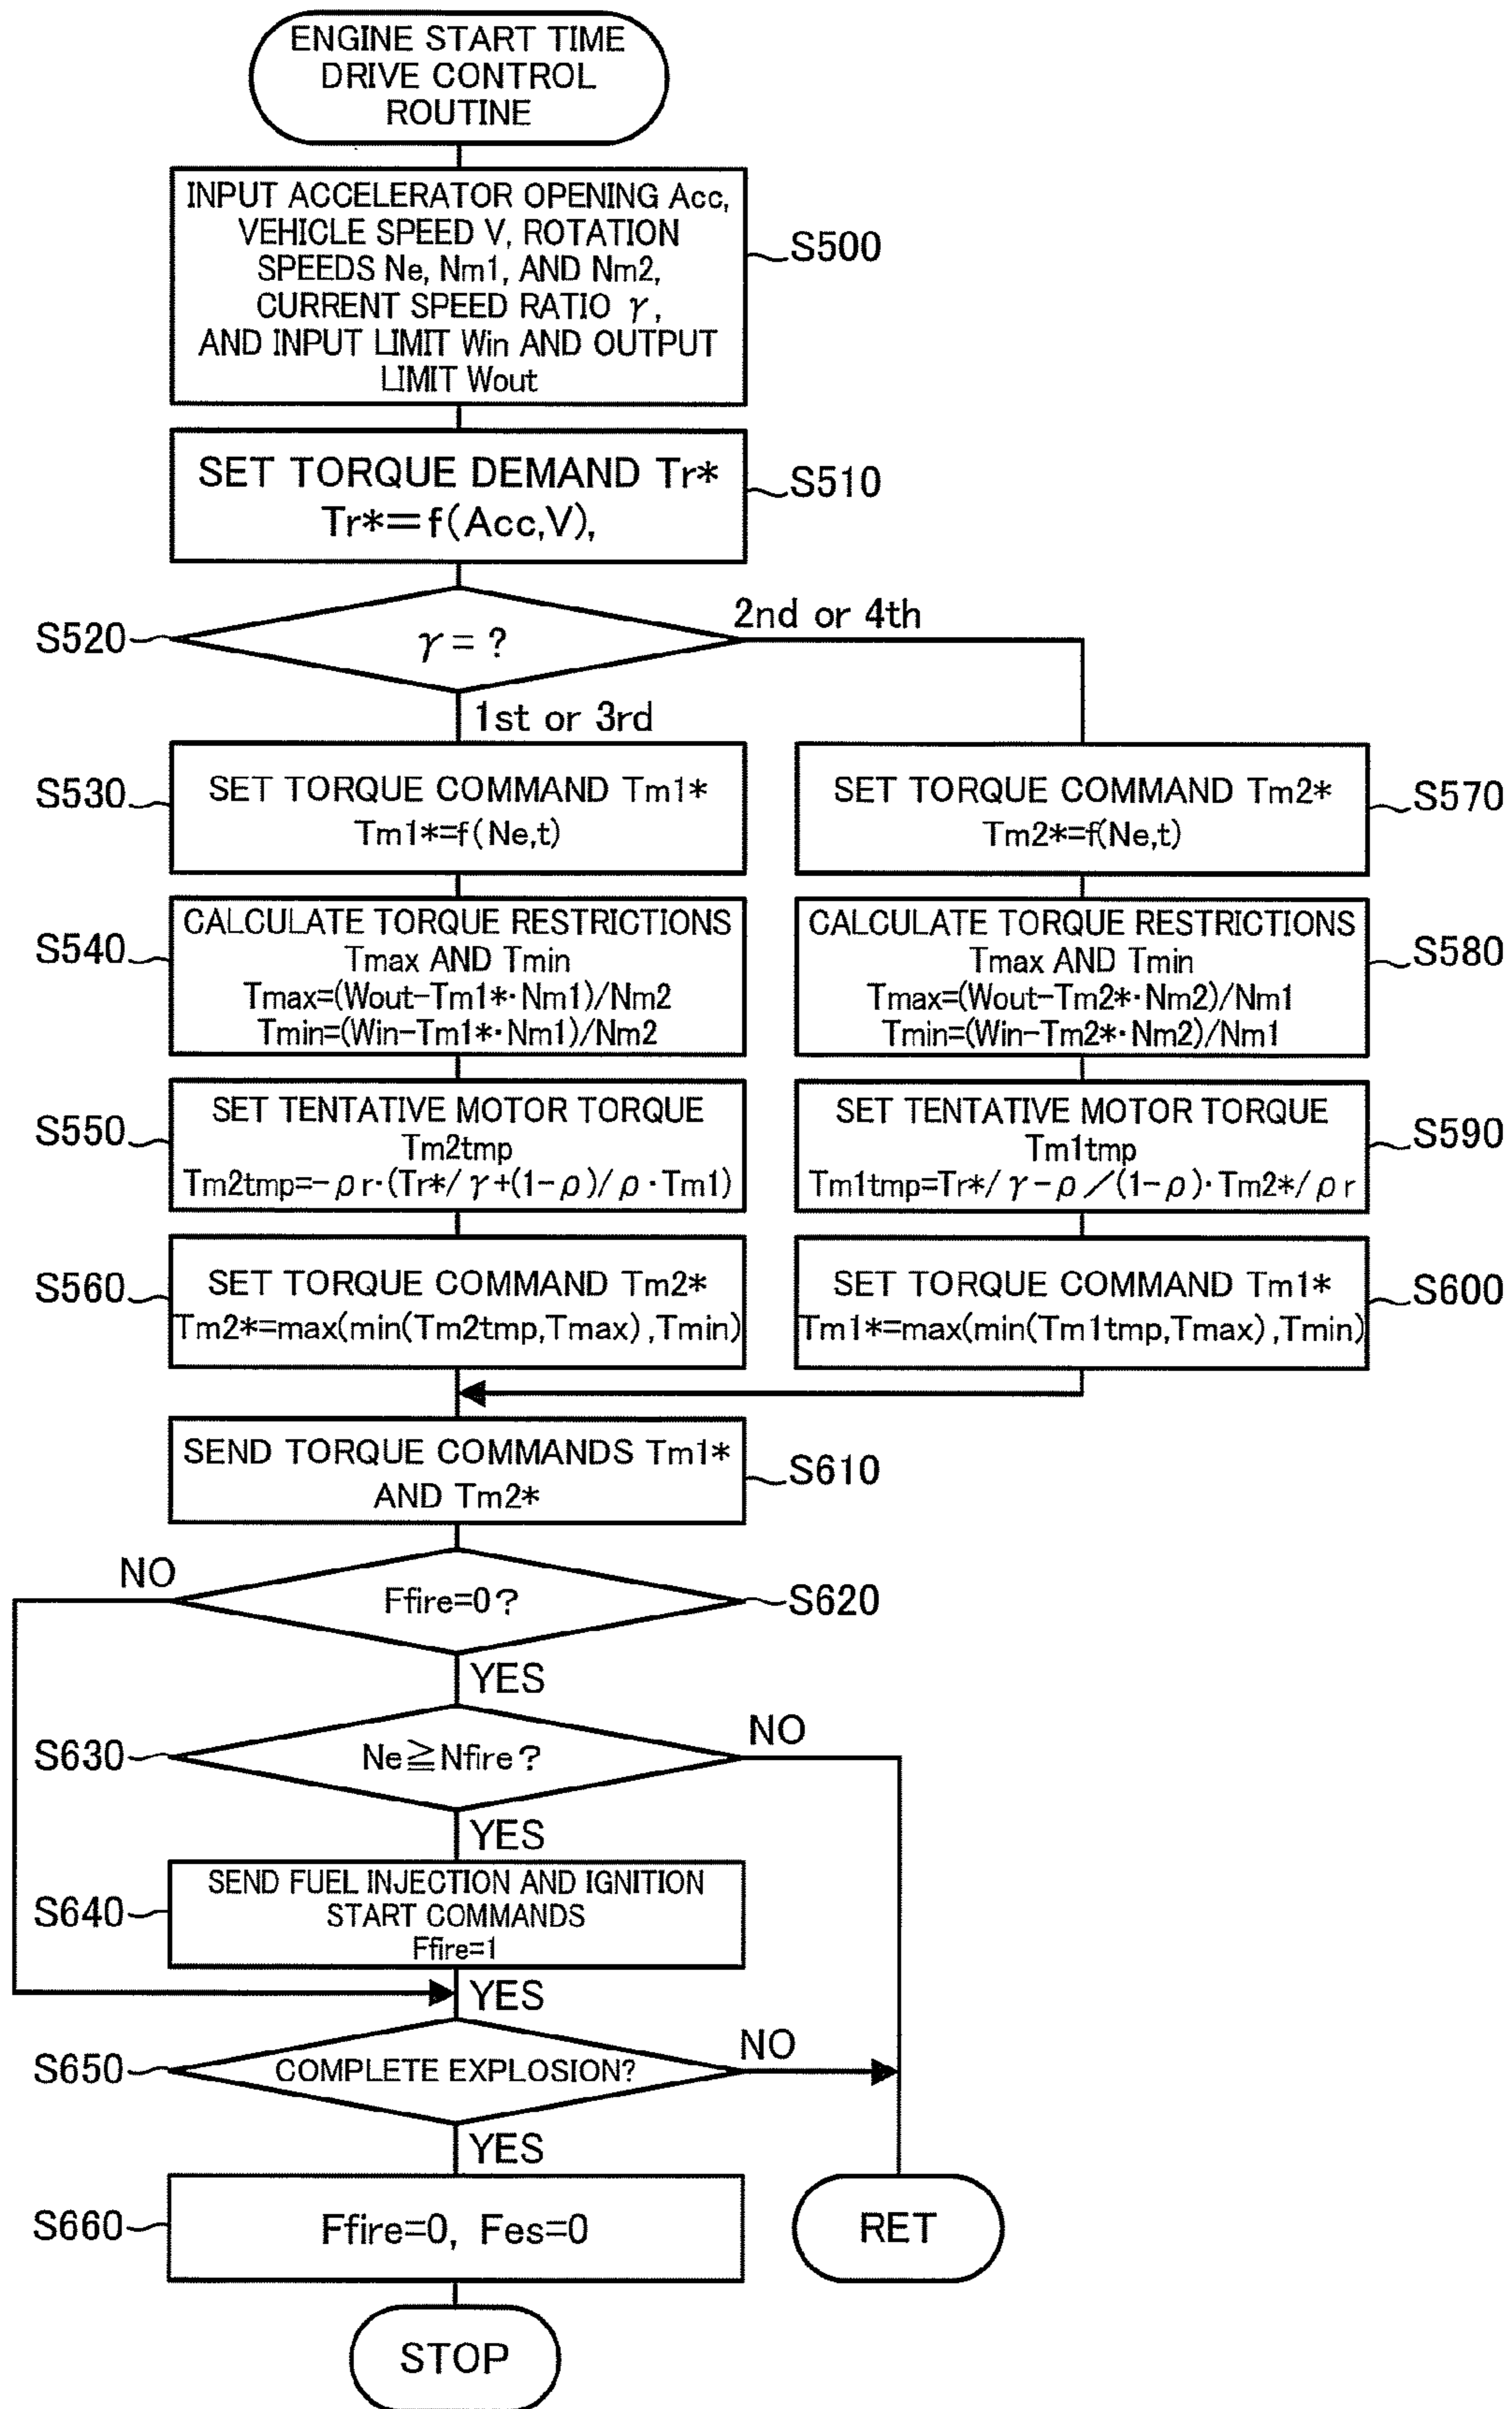 ENGINE START TIME
DRIVE CONTROL
ROUTINE
INPUT ACCELERATOR OPENING Acc,
VEHICLE SPEED V, ROTATION
SPEEDS Ne, Nm1, AND Nm2,
CURRENT SPEED RATIO γ,
AND INPUT LIMIT Win AND OUTPUT
LIMIT Wout
S500
SET TORQUE DEMAND Tr*
Tr*=f(Acc,V),
S510
S520
γ = ?
2nd or 4th
1st or 3rd
S530
SET TORQUE COMMAND Tm1*
Tm1*=f(Ne,t)
SET TORQUE COMMAND Tm2*
Tm2*=f(Ne,t)
S570
S540
CALCULATE TORQUE RESTRICTIONS
Tmax AND Tmin
Tmax=(Wout-Tm1*·Nm1)/Nm2
Tmin=(Win-Tm1*·Nm1)/Nm2
CALCULATE TORQUE RESTRICTIONS
Tmax AND Tmin
Tmax=(Wout-Tm2*·Nm2)/Nm1
Tmin=(Win-Tm2*·Nm2)/Nm1
S580
S550
SET TENTATIVE MOTOR TORQUE
Tm2tmp
Tm2tmp=-ρr·(Tr*/γ+(1-ρ)/ρ·Tm1)
SET TENTATIVE MOTOR TORQUE
Tm1tmp
Tm1tmp=Tr*/γ-ρ/(1-ρ)·Tm2*/ρr
S590
S560
SET TORQUE COMMAND Tm2*
Tm2*=max(min(Tm2tmp,Tmax),Tmin)
SET TORQUE COMMAND Tm1*
Tm1*=max(min(Tm1tmp,Tmax),Tmin)
S600
SEND TORQUE COMMANDS Tm1*
AND Tm2*
S610
NO
Ffire=0?
S620
YES
S630
Ne≧Nfire?
NO
YES
S640
SEND FUEL INJECTION AND IGNITION
START COMMANDS
Ffire=1
YES
S650
COMPLETE EXPLOSION?
NO
YES
S660
Ffire=0, Fes=0
RET
STOP